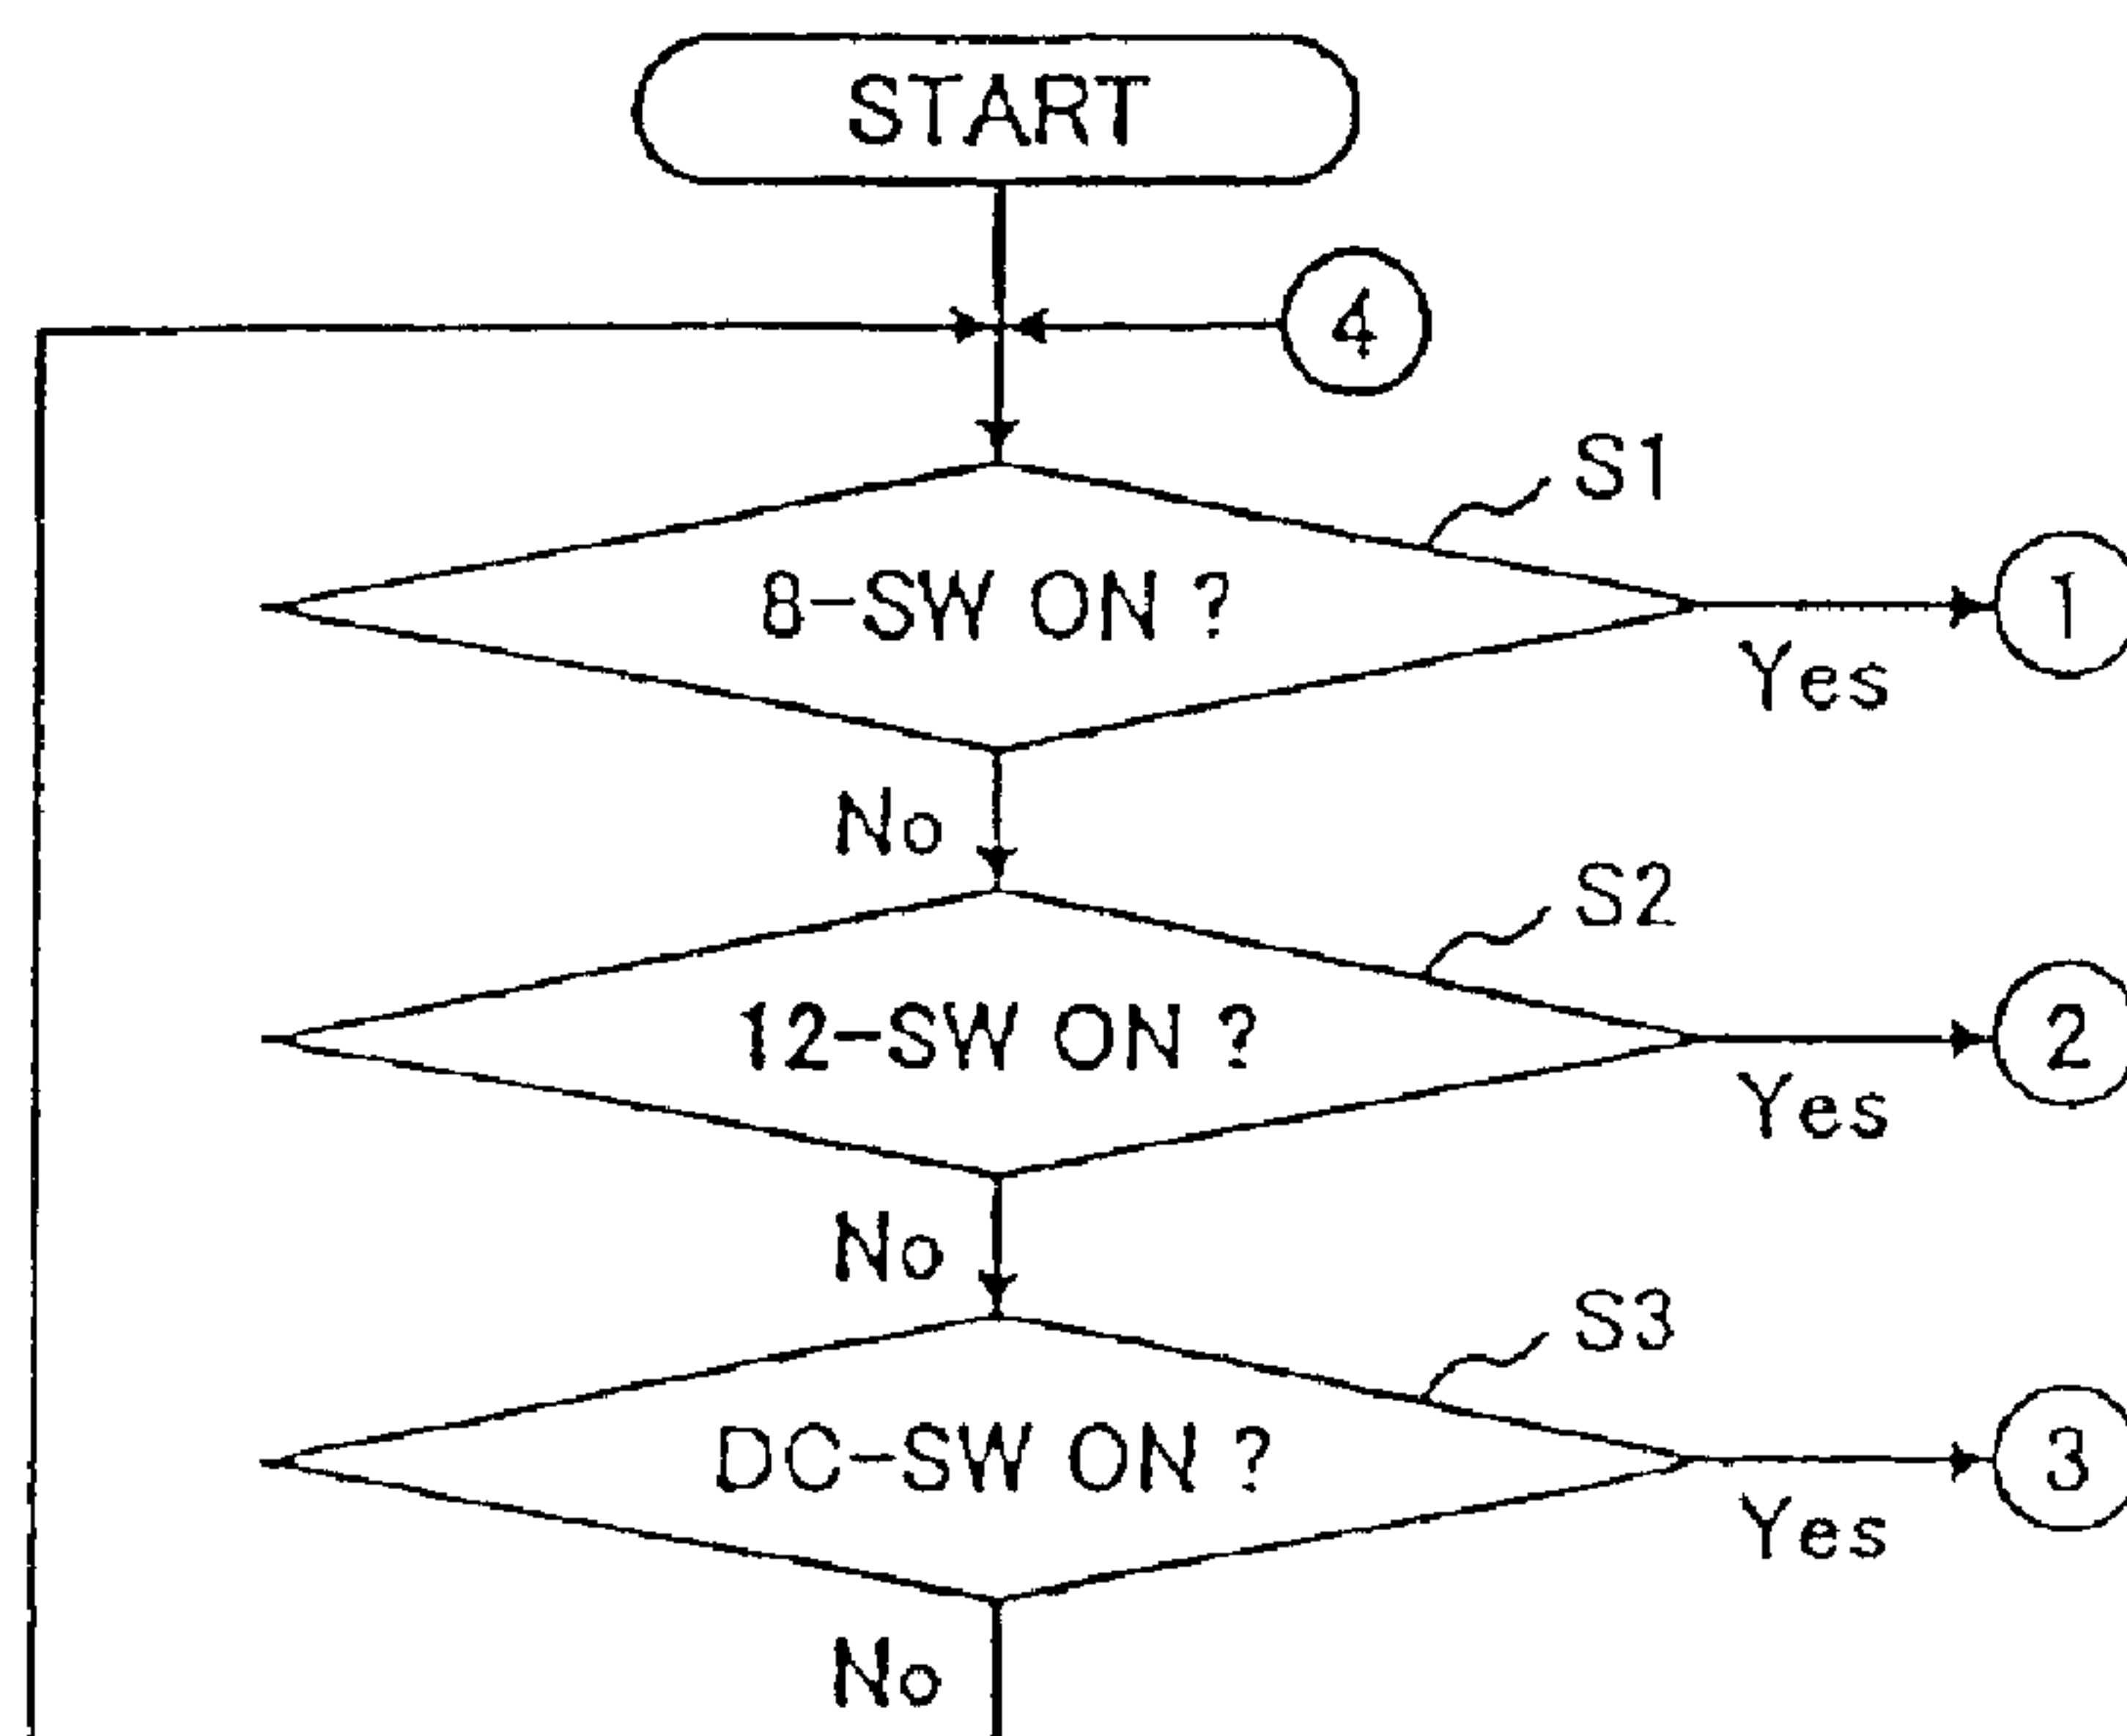 START
4
S1
8-SW ON ?
1
Yes
No
S2
12-SW ON ?
2
Yes
No
S3
DC-SW ON ?
3
Yes
No